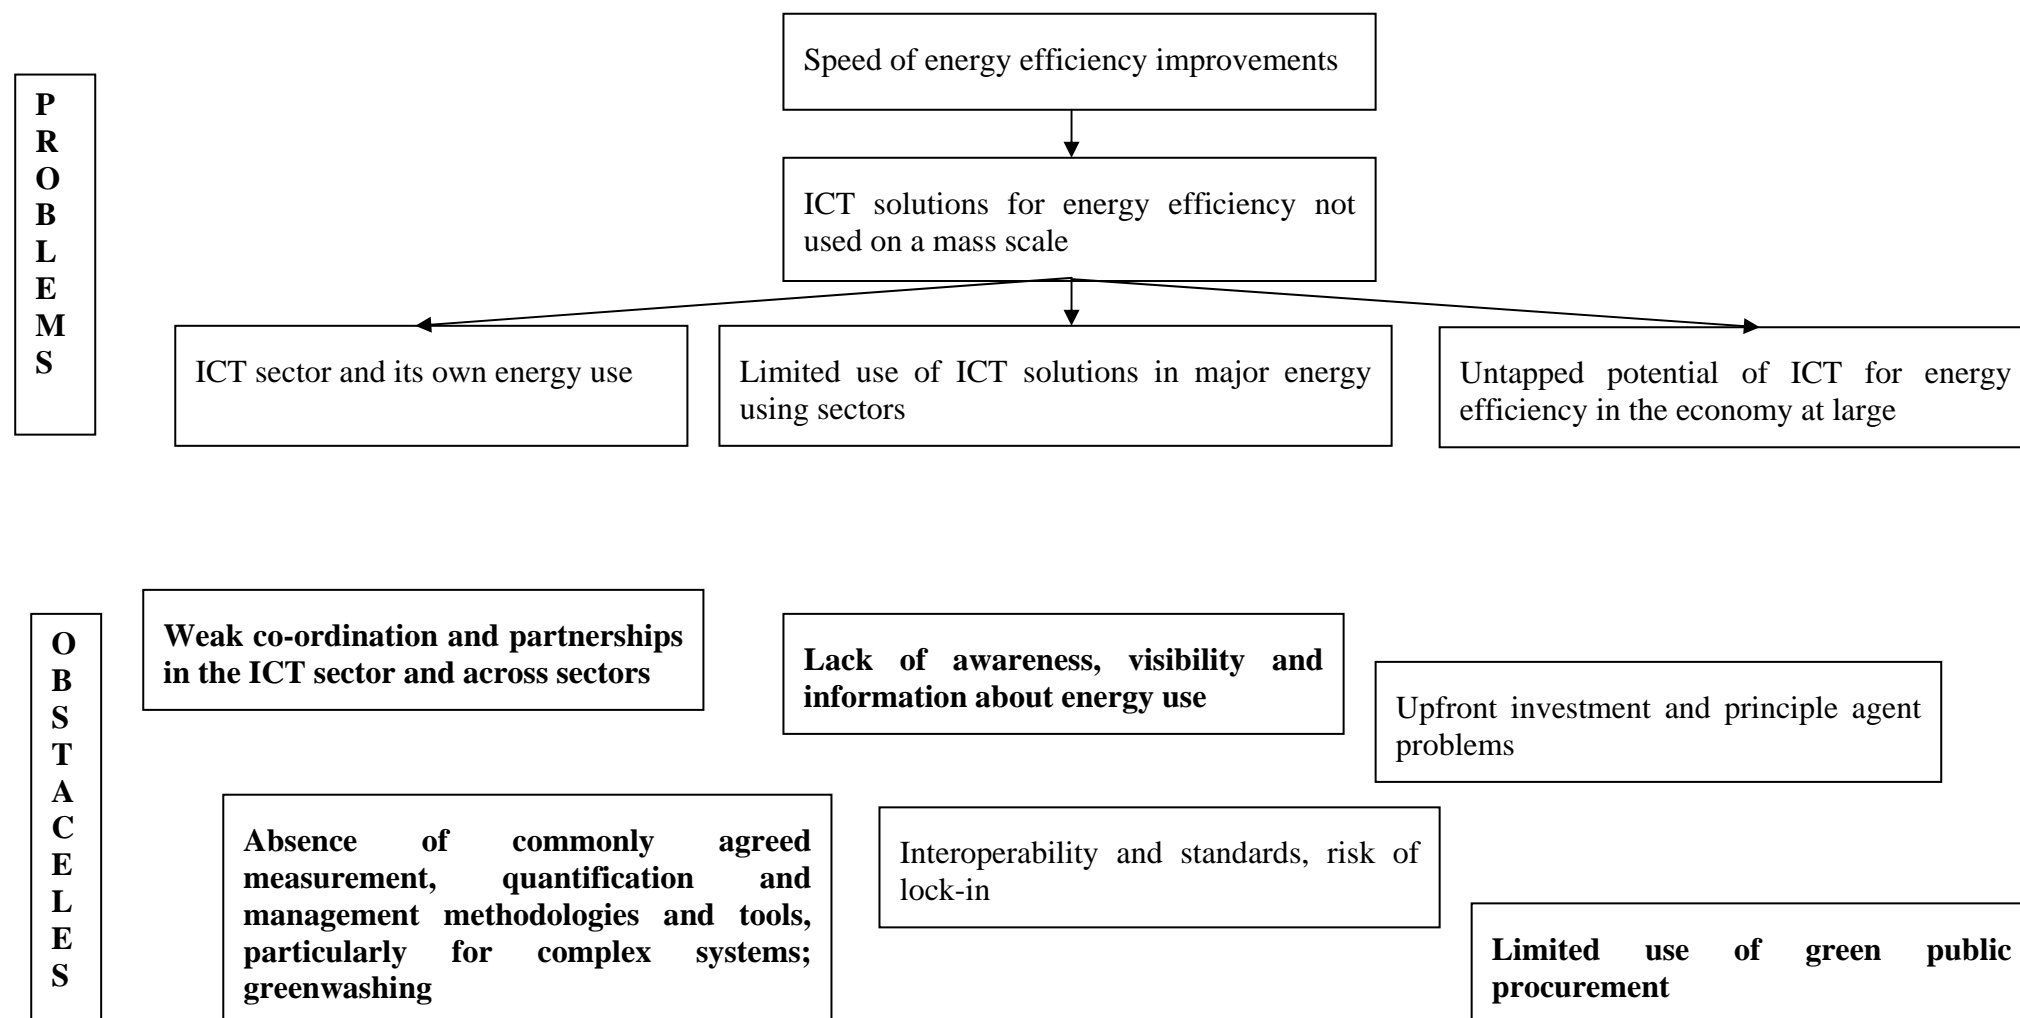 Speed of energy efficiency improvements
P
R
O
B
L
E
M
S
ICT solutions for energy efficiency not
used on a mass scale
ICT sector and its own energy use
Limited use of ICT solutions in major energy
using sectors
Untapped potential of ICT for energy
efficiency in the economy at large
O
B
S
T
A
C
E
L
E
S
Weak co-ordination and partnerships
in the ICT sector and across sectors
Lack of awareness, visibility and
information about energy use
Upfront investment and principle agent
problems
Absence of commonly agreed
measurement, quantification and
management methodologies and tools,
particularly for complex systems;
greenwashing
Interoperability and standards, risk of
lock-in
Limited use of green public
procurement